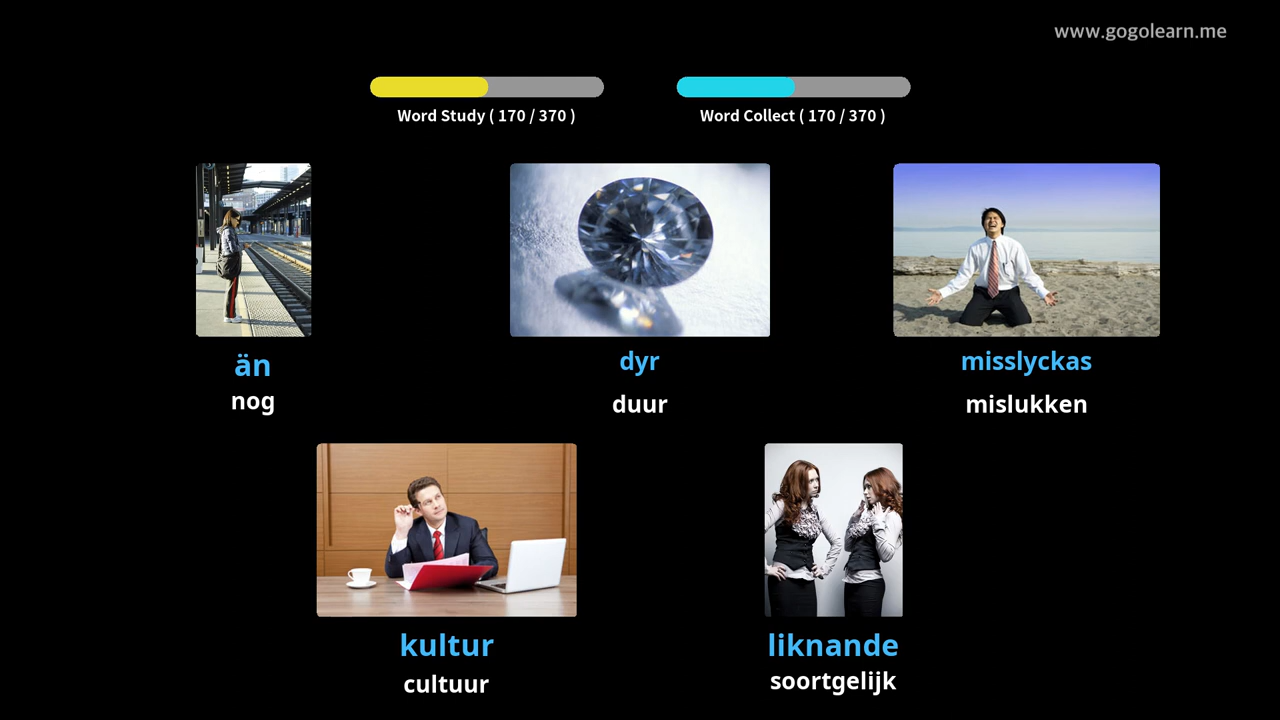 www.gogolearn.me
Word Study ( 170 / 370 )
Word Collect ( 170 / 370 )
än
nog
dyr
duur
misslyckas
mislukken
kultur
cultuur
liknande
soortgelijk